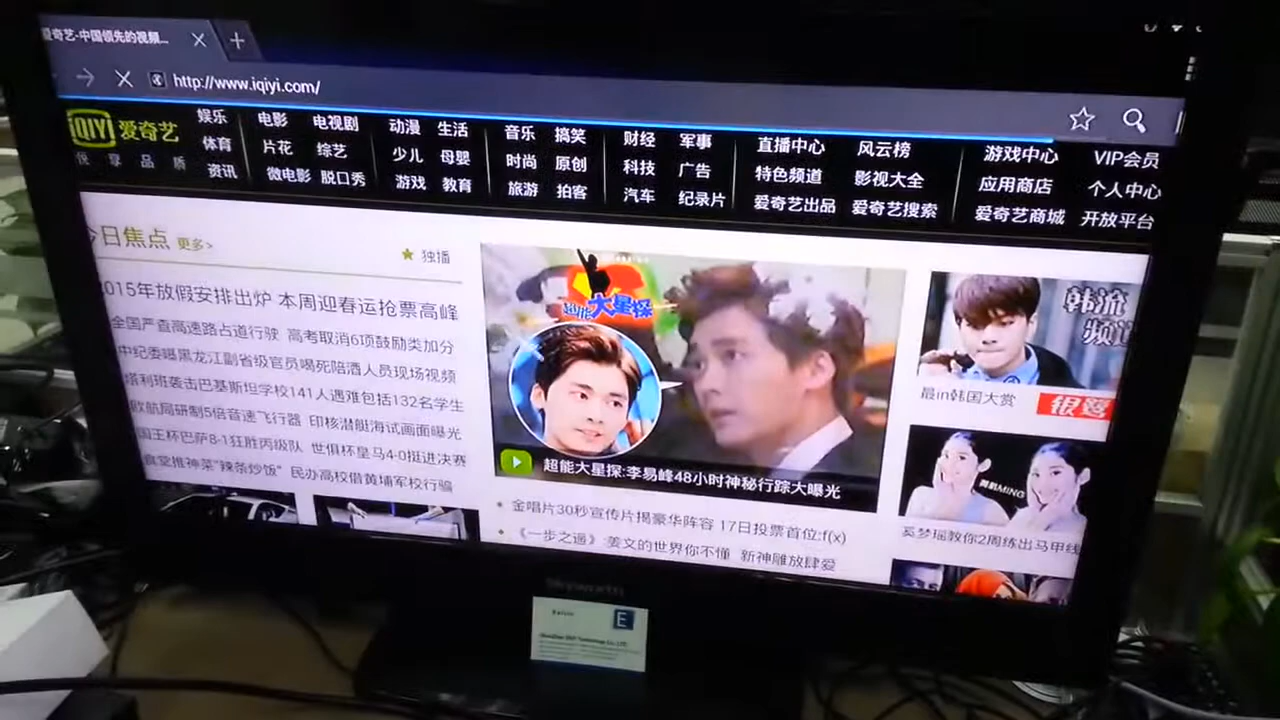 爱奇艺-中国领先的视频...
http://www.iqiyi.com/
iQIYI 爱奇艺
悦 享 品 质
娱乐 电影 电视剧 动漫 生活 音乐 搞笑 财经 军事 直播中心 风云榜 游戏中心 VIP会员
体育 片花 综艺 少儿 母婴 时尚 原创 科技 广告 特色频道 影视大全 应用商店 个人中心
资讯 微电影 脱口秀 游戏 教育 旅游 拍客 汽车 纪录片 爱奇艺出品 爱奇艺搜索 爱奇艺商城 开放平台
今日焦点 更多>
独播
015年放假安排出炉 本周迎春运抢票高峰
全国严查高速路占道行驶 高考取消6项鼓励类加分
中纪委曝黑龙江副省级官员喝死陪酒人员现场视频
塔利班袭击巴基斯坦学校141人遇难包括132名学生
欧航局研制5倍音速飞行器 印核潜艇海试画面曝光
国王杯巴萨8-1狂胜丙级队 世俱杯皇马4-0挺进决赛
食堂推神菜"辣条炒饭" 民办高校借黄埔军校行骗
超能大星探
超能大星探:李易峰48小时神秘行踪大曝光
金唱片30秒宣传片揭豪华阵容 17日投票首位:f(x)
《一步之遥》:姜文的世界你不懂 新神雕放肆爱
韩流
频道
最in韩国大赏
奚梦瑶教你2周练出马甲线
Skyworth
E